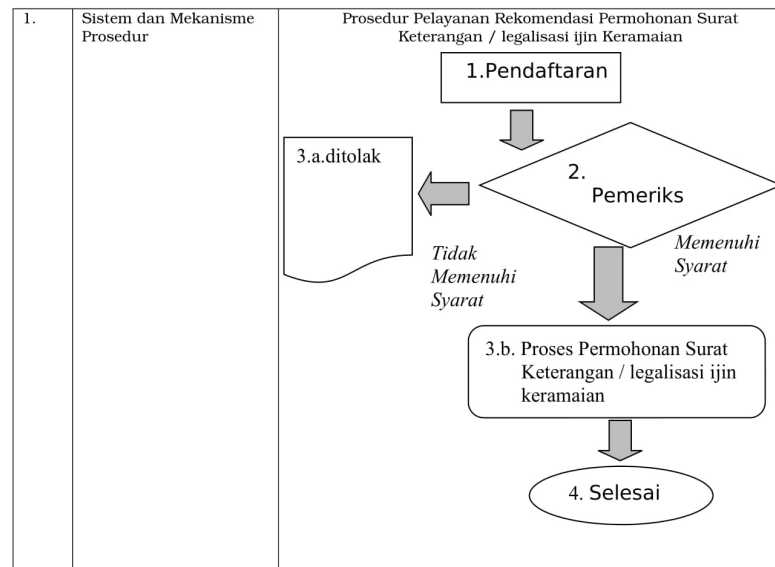 1.
Sistem dan Mekanisme
Prosedur
Prosedur Pelayanan Rekomendasi Permohonan Surat
Keterangan / legalisasi ijin Keramaian
1.Pendaftaran
2.
Pemeriks
3.a.ditolak
Tidak
Memenuhi
Syarat
Memenuhi
Syarat
3.b. Proses Permohonan Surat
Keterangan / legalisasi ijin
keramaian
4. Selesai